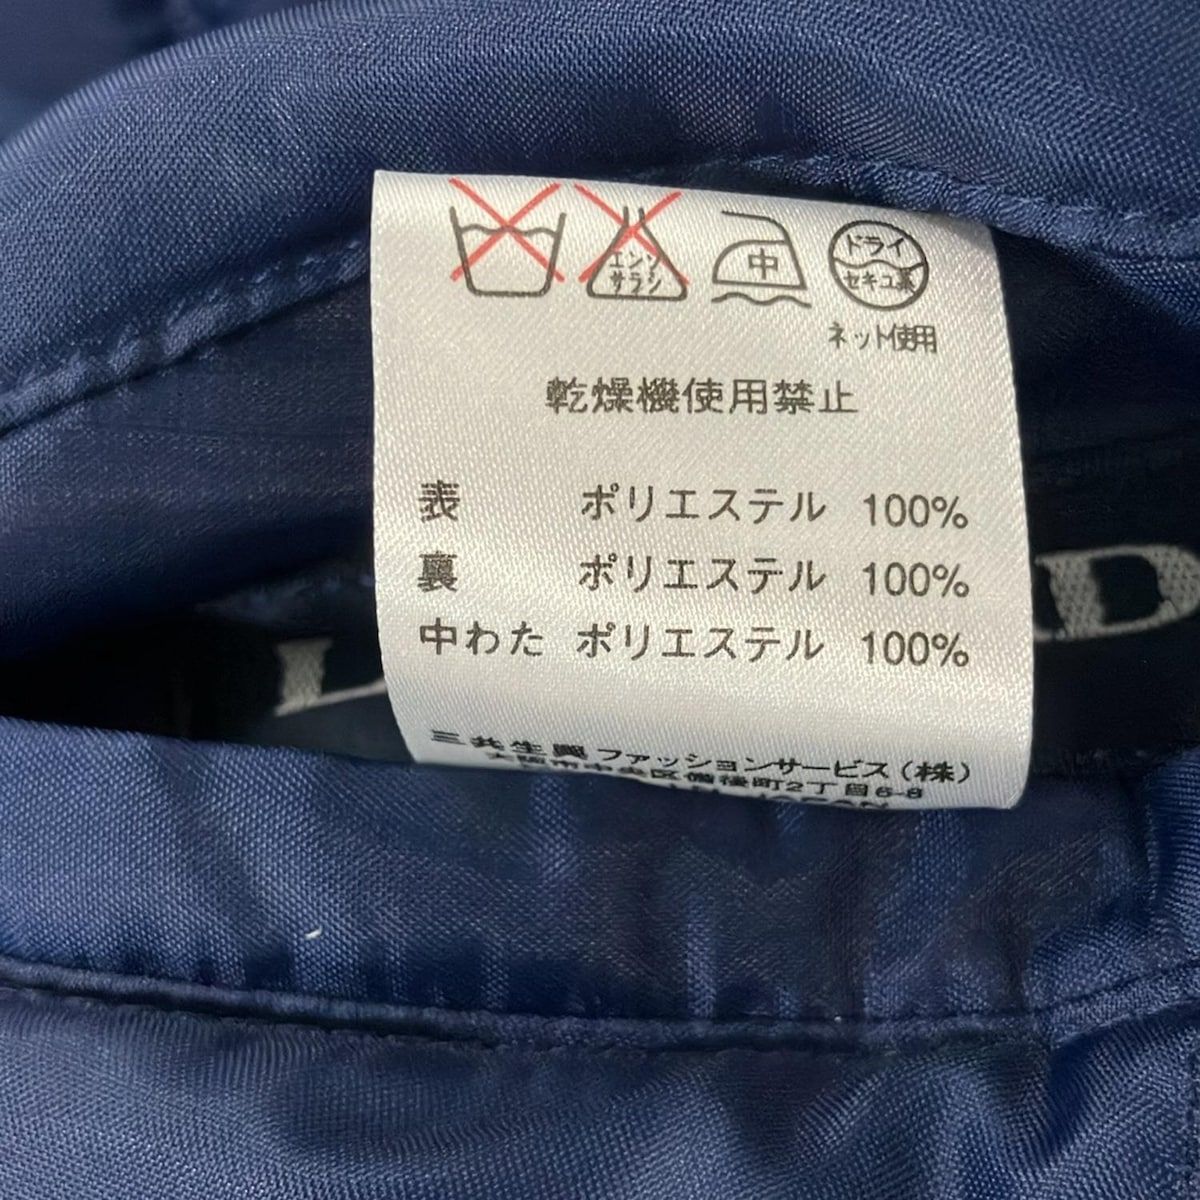 エンソ
サラシ
中
ドライ
セキユ系
ネット使用
乾燥機使用禁止
表 ポリエステル 100%
裏 ポリエステル 100%
中わた ポリエステル 100%
三共生興ファッションサービス(株)
大阪市中央区備後町2丁目6-8
JAPAN
D